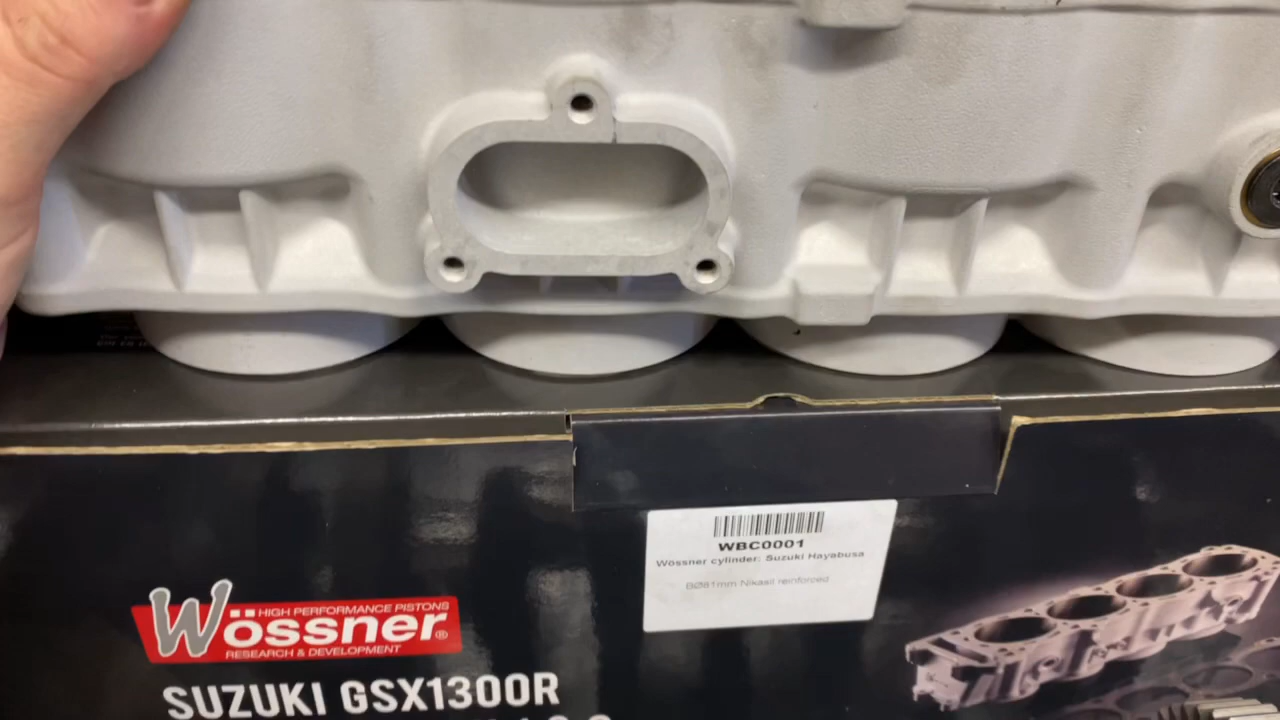 WBC0001
Wössner cylinder: Suzuki Hayabusa
BØ81mm Nikasil reinforced
HIGH PERFORMANCE PISTONS
Wössner®
RESEARCH & DEVELOPMENT
SUZUKI GSX1300R